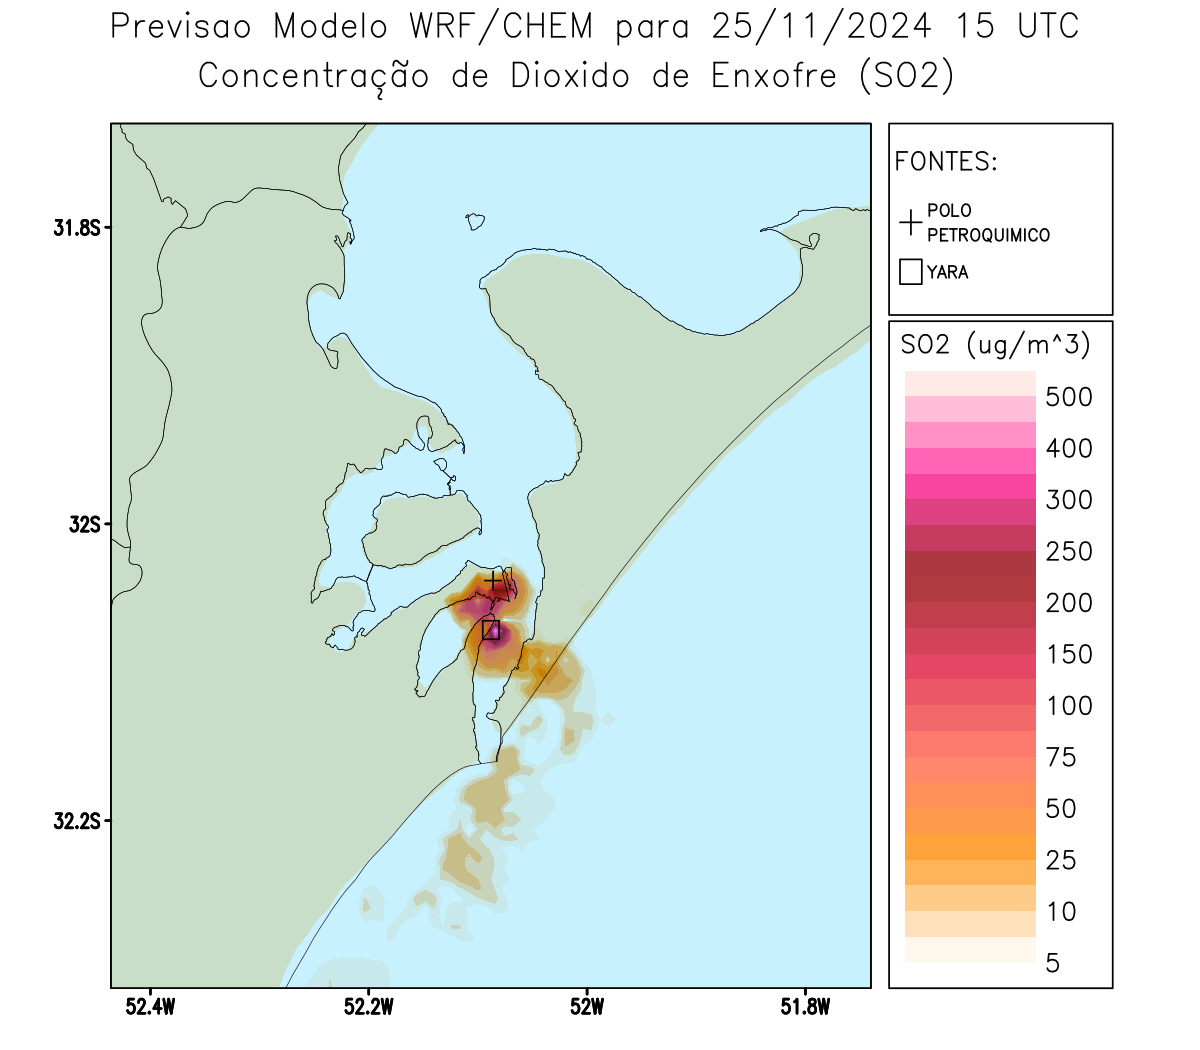 Previsao Modelo WRF/CHEM para 25/11/2024 15 UTC
Concentração de Dioxido de Enxofre (SO2)
FONTES:
POLO
PETROQUIMICO
YARA
SO2 (ug/m^3)
500
400
300
250
200
150
100
75
50
25
10
5
31.8S
32S
32.2S
52.4W
52.2W
52W
51.8W